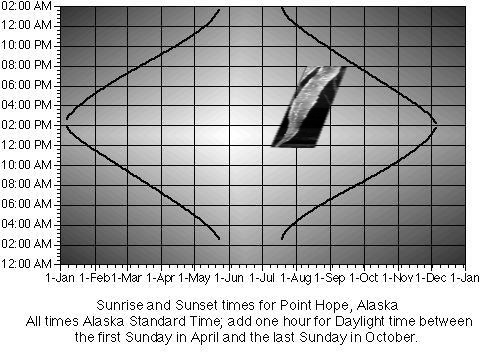 02:00 AM
12:00 AM
10:00 PM
08:00 PM
06:00 PM
04:00 PM
02:00 PM
12:00 PM
10:00 AM
08:00 AM
06:00 AM
04:00 AM
02:00 AM
12:00 AM
1-Jan 1-Feb 1-Mar 1-Apr 1-May 1-Jun 1-Jul 1-Aug 1-Sep 1-Oct 1-Nov 1-Dec 1-Jan
Sunrise and Sunset times for Point Hope, Alaska
All times Alaska Standard Time; add one hour for Daylight time between
the first Sunday in April and the last Sunday in October.